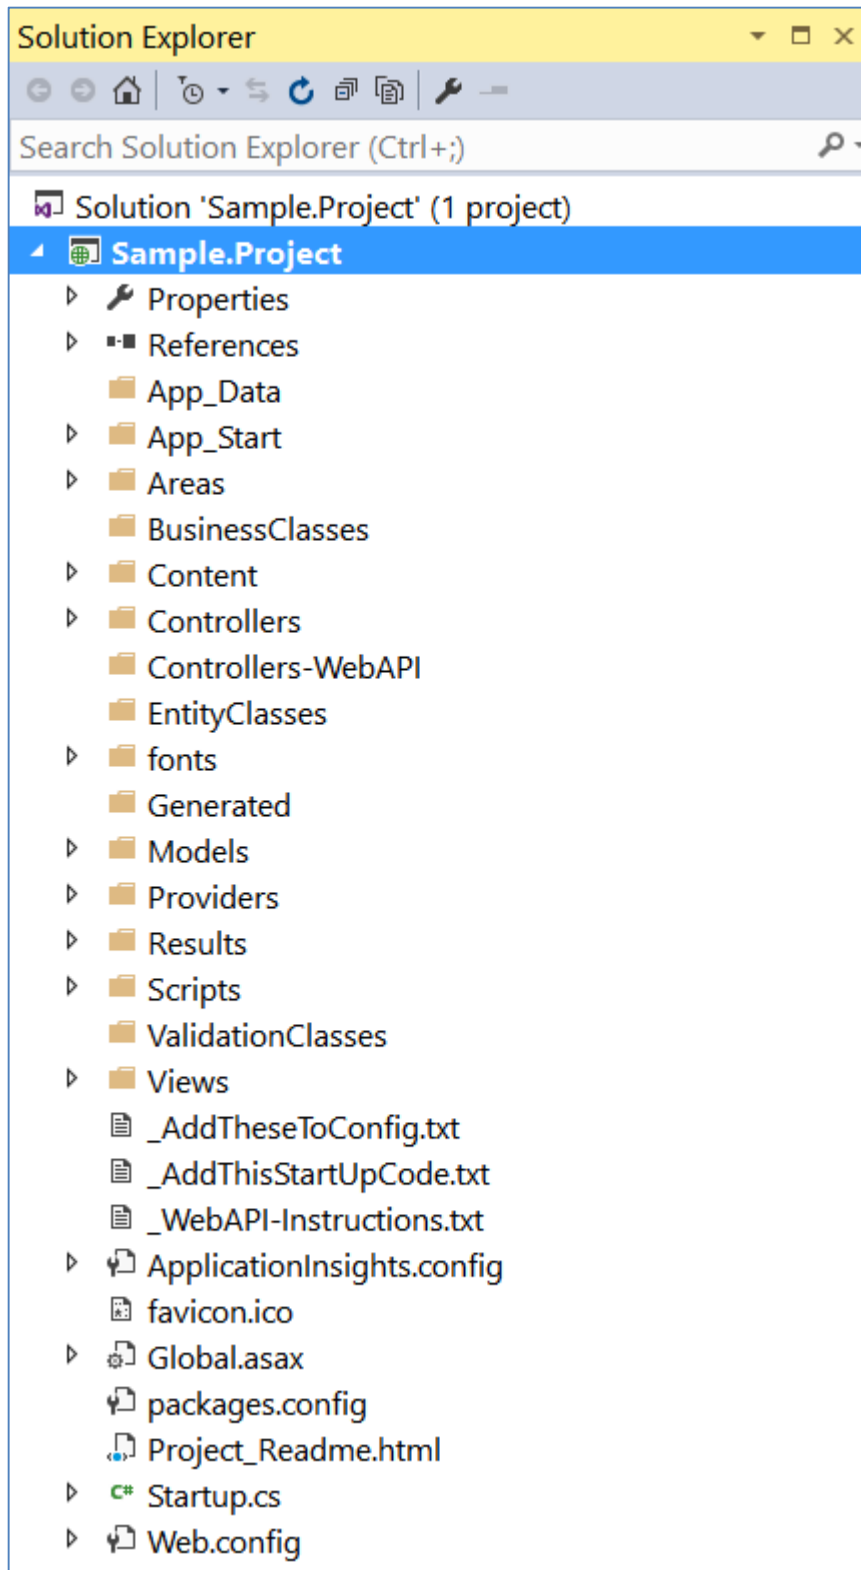 Solution Explorer
Search Solution Explorer (Ctrl+;)
Solution 'Sample.Project' (1 project)
Sample.Project
Properties
References
App_Data
App_Start
Areas
BusinessClasses
Content
Controllers
Controllers-WebAPI
EntityClasses
fonts
Generated
Models
Providers
Results
Scripts
ValidationClasses
Views
_AddTheseToConfig.txt
_AddThisStartUpCode.txt
_WebAPI-Instructions.txt
ApplicationInsights.config
favicon.ico
Global.asax
packages.config
Project_Readme.html
C# Startup.cs
Web.config